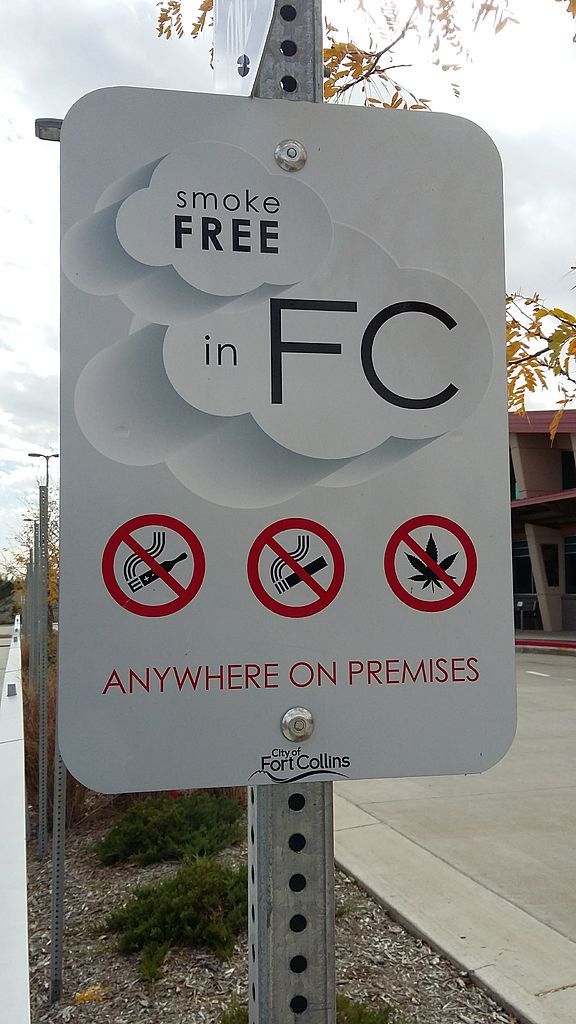 smoke
FREE
in FC
ANYWHERE ON PREMISES
City of
Fort Collins